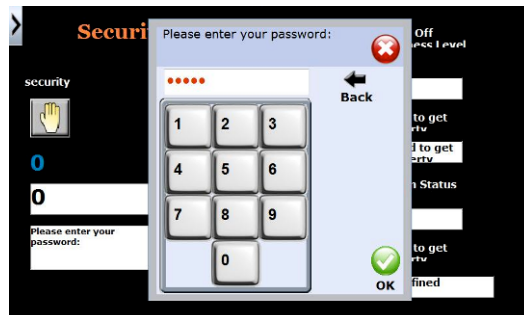 Securi
Please enter your password:
Off
ess Level
security
•••••
Back
1
2
3
to get
rty
0
4
5
6
d to get
erty
0
n Status
7
8
9
Please enter your
password:
0
to get
rty
OK
fined